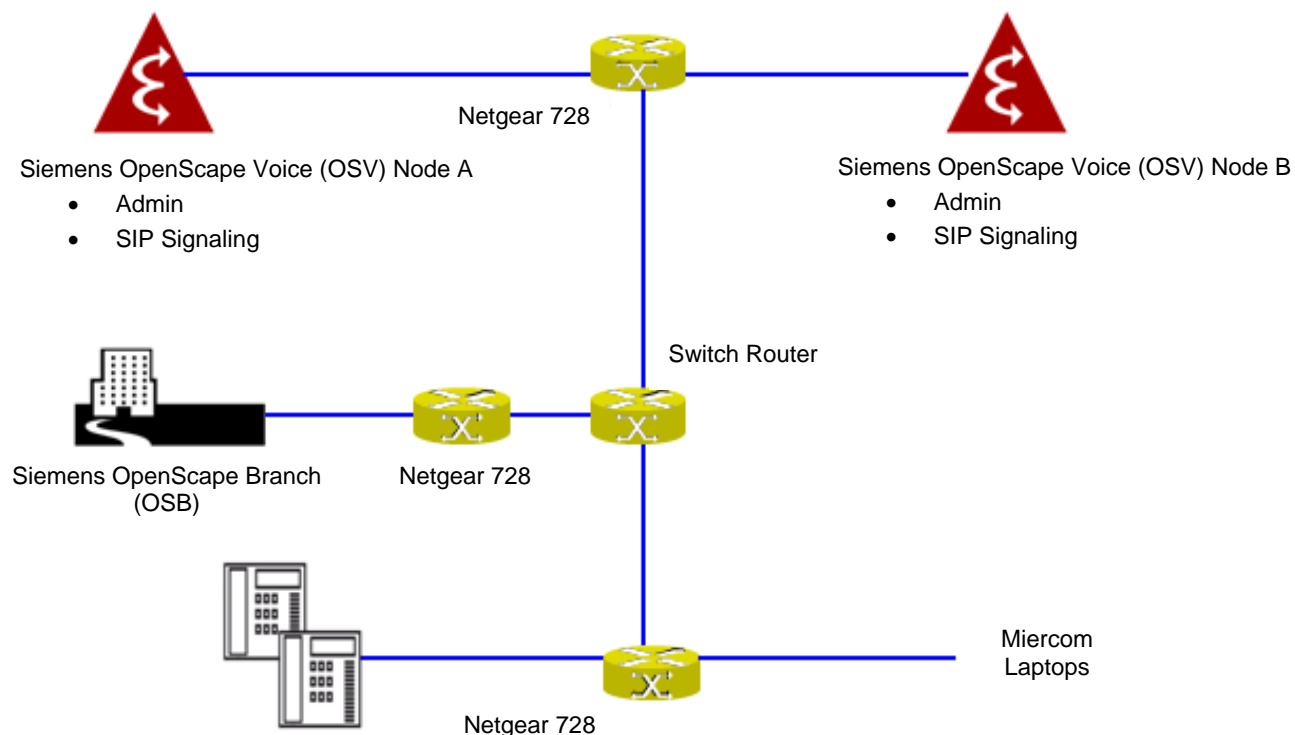 Netgear 728
Siemens OpenScape Voice (OSV) Node A
• Admin
• SIP Signaling
Siemens OpenScape Voice (OSV) Node B
• Admin
• SIP Signaling
Switch Router
Siemens OpenScape Branch
(OSB)
Netgear 728
Miercom
Laptops
Netgear 728